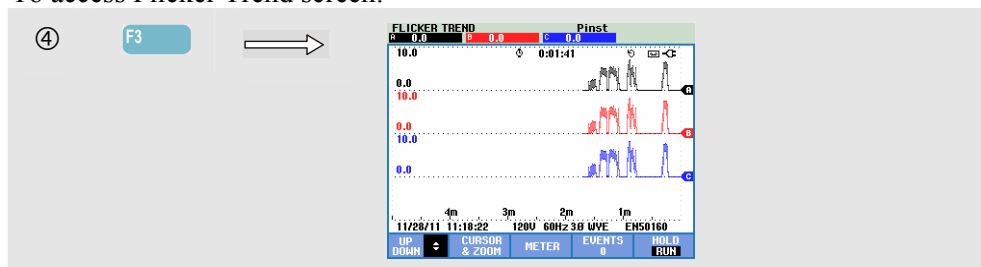 To access Flicker Trend screen:
④ F3
FLICKER TREND Pinst
A 0.0 B 0.0 C 0.0
10.0 0:01:41
0.0 A
10.0
0.0 B
10.0
0.0 C
4m 3m 2m 1m
11/28/11 11:18:22 120V 60Hz 3Ø WYE EN50160
UP DOWN CURSOR & ZOOM METER EVENTS 0 HOLD RUN